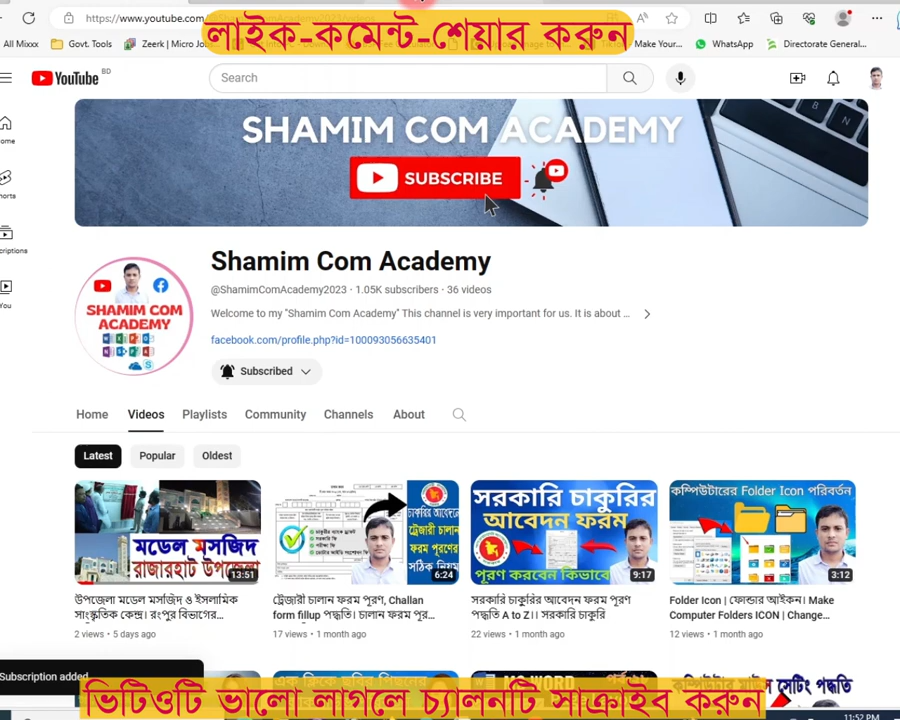 https://www.youtube.com/
লাইক-কমেন্ট-শেয়ার করুন
All Mixxx
Govt. Tools
Zeerk | Micro Jo
Make Your...
WhatsApp
Directorate General...
YouTube BD
Search
SHAMIM COM ACADEMY
SUBSCRIBE
Shamim Com Academy
@ShamimComAcademy2023 · 1.05K subscribers · 36 videos
Welcome to my "Shamim Com Academy" This channel is very important for us. It is about ...
facebook.com/profile.php?id=100093056635401
SHAMIM COM
ACADEMY
Subscribed
Home Videos Playlists Community Channels About
Latest Popular Oldest
মডেল মসজিদ
রাজারহাট উপজেলা
13:51
উপজেলা মডেল মসজিদ ও ইসলামিক
সাংস্কৃতিক কেন্দ্র। রংপুর বিভাগের...
2 views · 5 days ago
চাকুরির আবেদনে
ট্রেজারী চালান
ফরম পূরণের
সঠিক নিয়ম
6:24
ট্রেজারী চালান ফরম পূরণ, Challan
form fillup পদ্ধতি। চালান ফরম পূর...
17 views · 1 month ago
সরকারি চাকুরির
আবেদন ফরম
পূরণ করবেন কিভাবে
9:17
সরকারি চাকুরির আবেদন ফরম পূরণ
পদ্ধতি A to Z।। সরকারি চাকুরি
22 views · 1 month ago
কম্পিউটারের Folder Icon পরিবর্তন
3:12
Folder Icon | ফোল্ডার আইকন। Make
Computer Folders ICON | Change...
12 views · 1 month ago
Subscription added
ভিটিওটি ভালো লাগলে চ্যালনটি সাক্রাইব করুন
সেটিং পদ্ধতি
11:52 PM